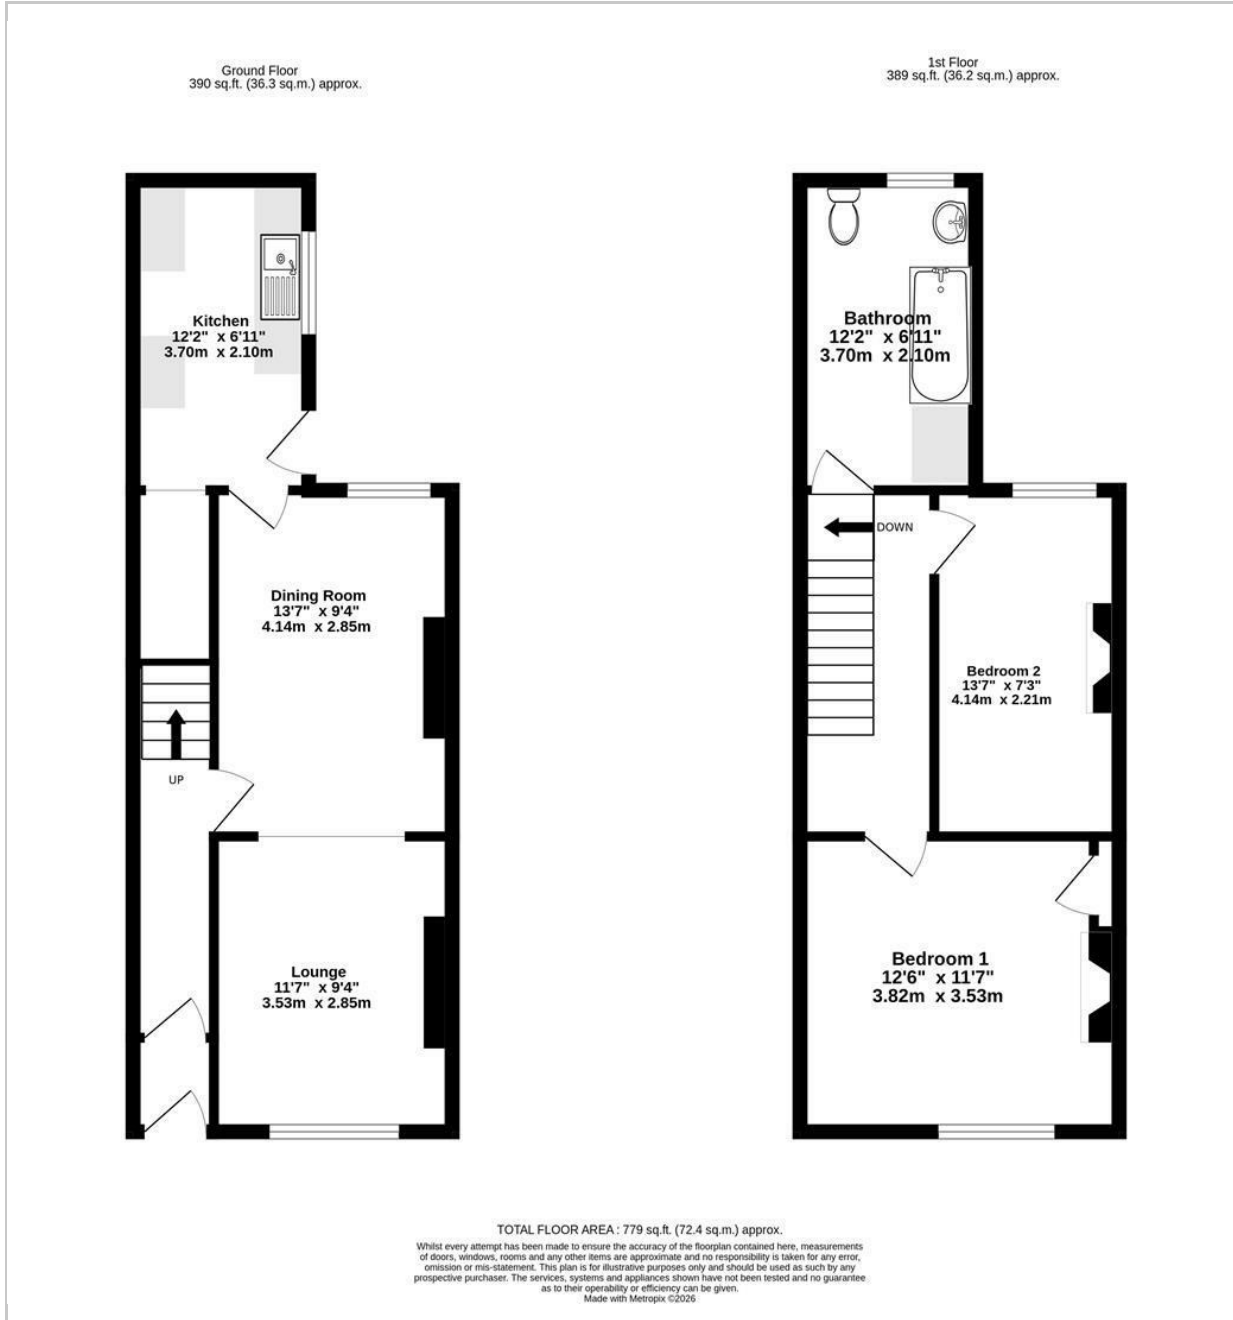 Ground Floor
390 sq.ft. (36.3 sq.m.) approx.
1st Floor
389 sq.ft. (36.2 sq.m.) approx.
Kitchen
12'2" x 6'11"
3.70m x 2.10m
Dining Room
13'7" x 9'4"
4.14m x 2.85m
UP
Lounge
11'7" x 9'4"
3.53m x 2.85m
Bathroom
12'2" x 6'11"
3.70m x 2.10m
DOWN
Bedroom 2
13'7" x 7'3"
4.14m x 2.21m
Bedroom 1
12'6" x 11'7"
3.82m x 3.53m
TOTAL FLOOR AREA : 779 sq.ft. (72.4 sq.m.) approx.
Whilst every attempt has been made to ensure the accuracy of the floorplan contained here, measurements
of doors, windows, rooms and any other items are approximate and no responsibility is taken for any error,
omission or mis-statement. This plan is for illustrative purposes only and should be used as such by any
prospective purchaser. The services, systems and appliances shown have not been tested and no guarantee
as to their operability or efficiency can be given.
Made with Metropix ©2026